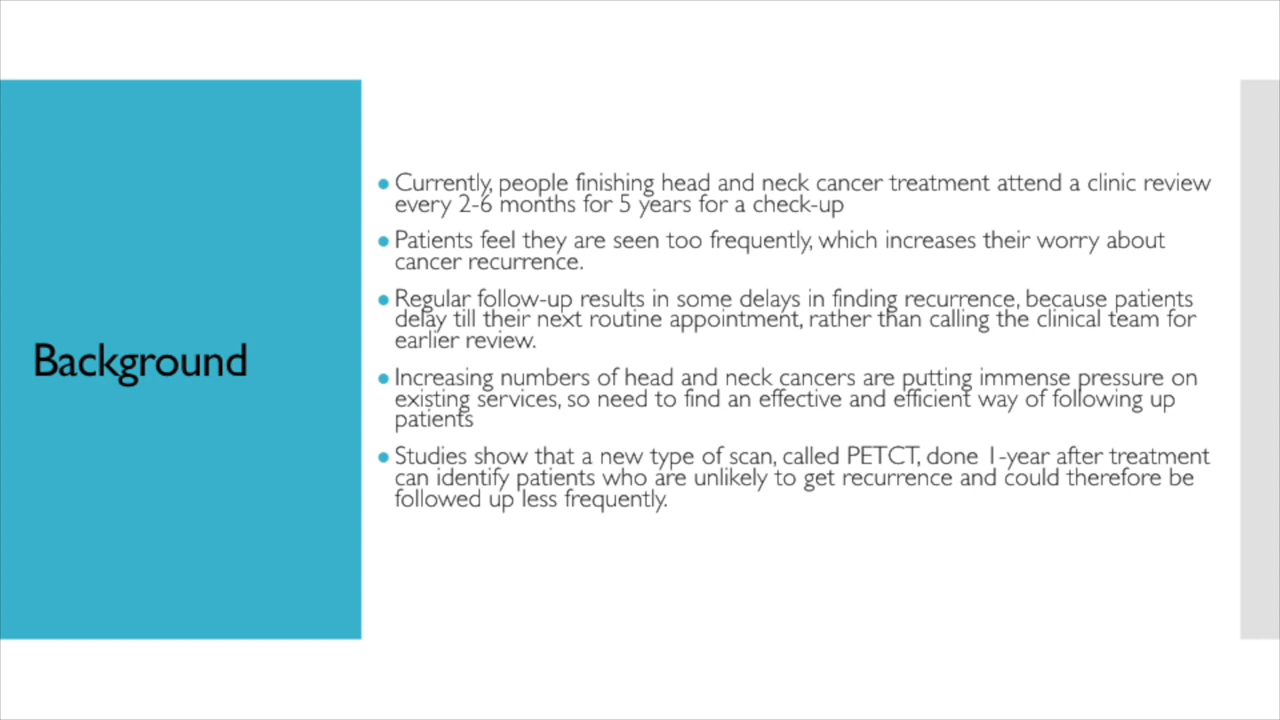 Background
• Currently, people finishing head and neck cancer treatment attend a clinic review
every 2-6 months for 5 years for a check-up
• Patients feel they are seen too frequently, which increases their worry about
cancer recurrence.
• Regular follow-up results in some delays in finding recurrence, because patients
delay till their next routine appointment, rather than calling the clinical team for
earlier review.
• Increasing numbers of head and neck cancers are putting immense pressure on
existing services, so need to find an effective and efficient way of following up
patients
• Studies show that a new type of scan, called PETCT, done 1-year after treatment
can identify patients who are unlikely to get recurrence and could therefore be
followed up less frequently.